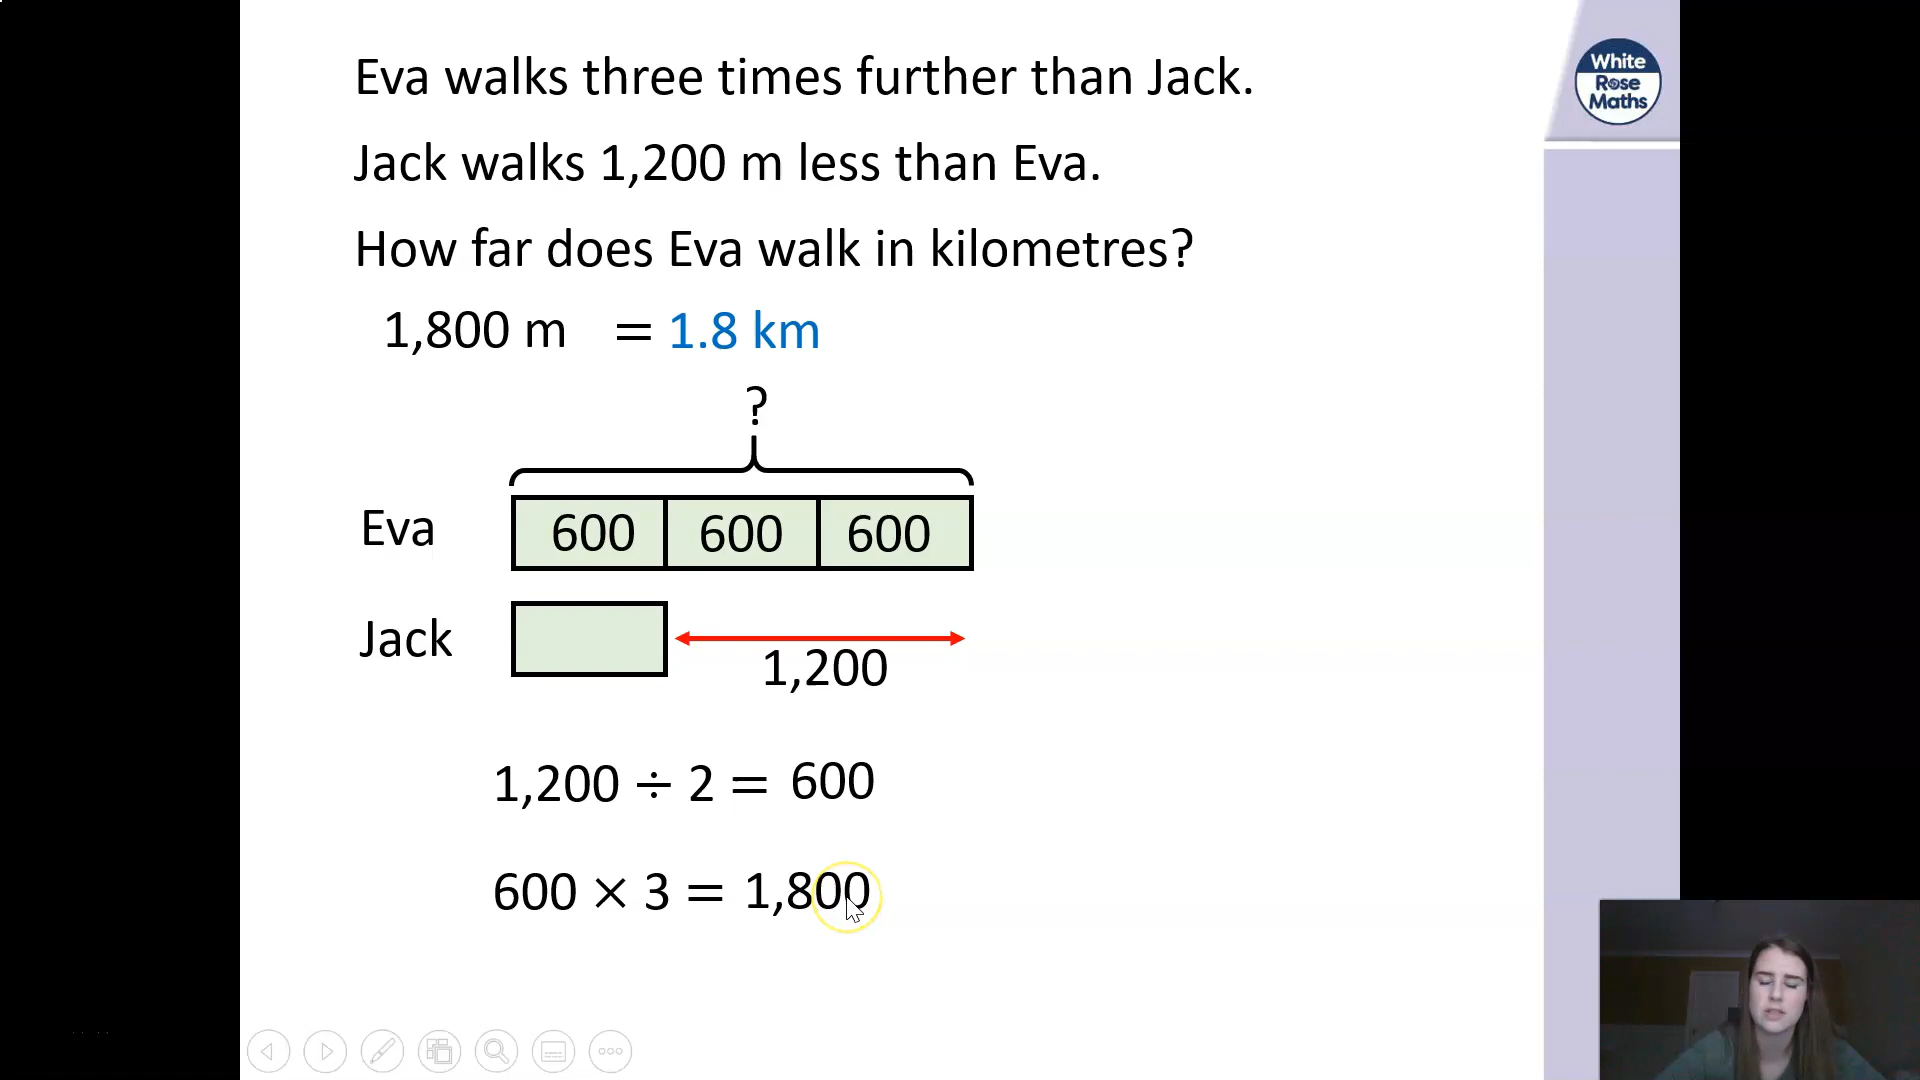 Eva walks three times further than Jack.
Jack walks 1,200 m less than Eva.
How far does Eva walk in kilometres?
1,800 m = 1.8 km
?
Eva 600 600 600
Jack
1,200
1,200 ÷ 2 = 600
600 × 3 = 1,800
White
Rose
Maths